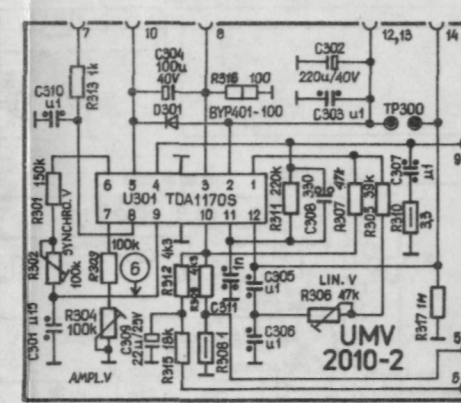 7
10
8
12,13
14
C304
100u
40V
C302
220u/40V
R313 1k
C310
u1
R316 100
D301
BYP401-100
C303 u1
TP300
9
C307
u1
150k
R301
6 5 4 3 2 1
U301 TDA1170S
7 8 9 10 11 12
R311 220k
C308 330
R307 47k
R305 39k
R310
3,3
SYNCHRO.V
R302
100k
100k
R303
6
R312 4k3
4k3
1n
C311
C305
u1
LIN. V
R306 47k
C301 u15
R304
100k
C309
22u/25V
R315 18k
R308 1
C306
u1
UMV
2010-2
R317 1M
5
AMPL.V